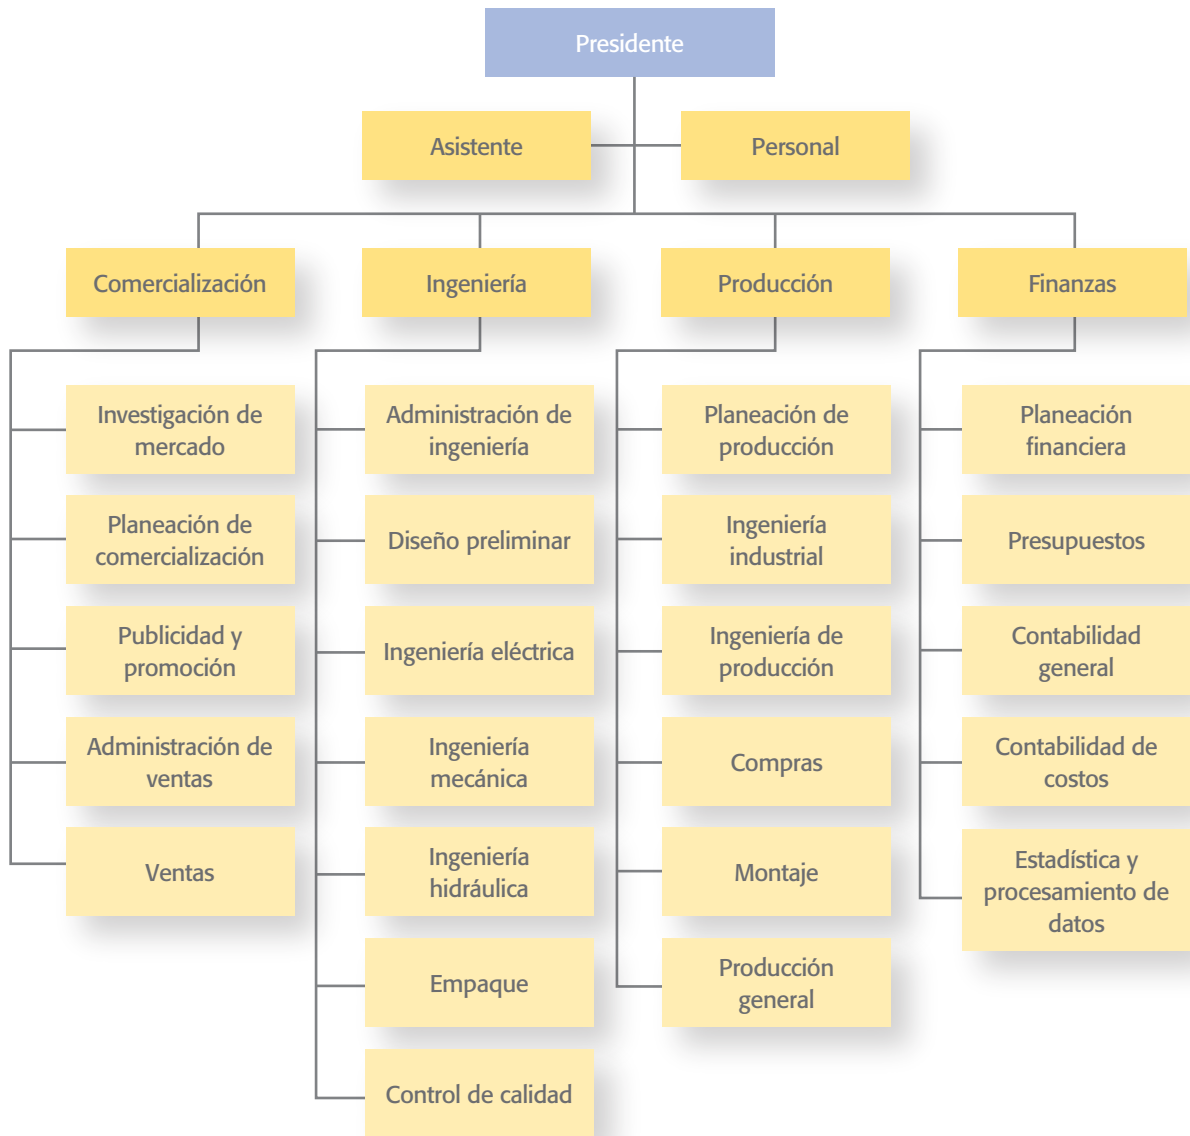 Presidente
Asistente
Personal
Comercialización
Ingeniería
Producción
Finanzas
Investigación de
mercado
Planeación de
comercialización
Publicidad y
promoción
Administración de
ventas
Ventas
Administración de
ingeniería
Diseño preliminar
Ingeniería eléctrica
Ingeniería
mecánica
Ingeniería
hidráulica
Empaque
Control de calidad
Planeación de
producción
Ingeniería
industrial
Ingeniería de
producción
Compras
Montaje
Producción
general
Planeación
financiera
Presupuestos
Contabilidad
general
Contabilidad de
costos
Estadística y
procesamiento de
datos